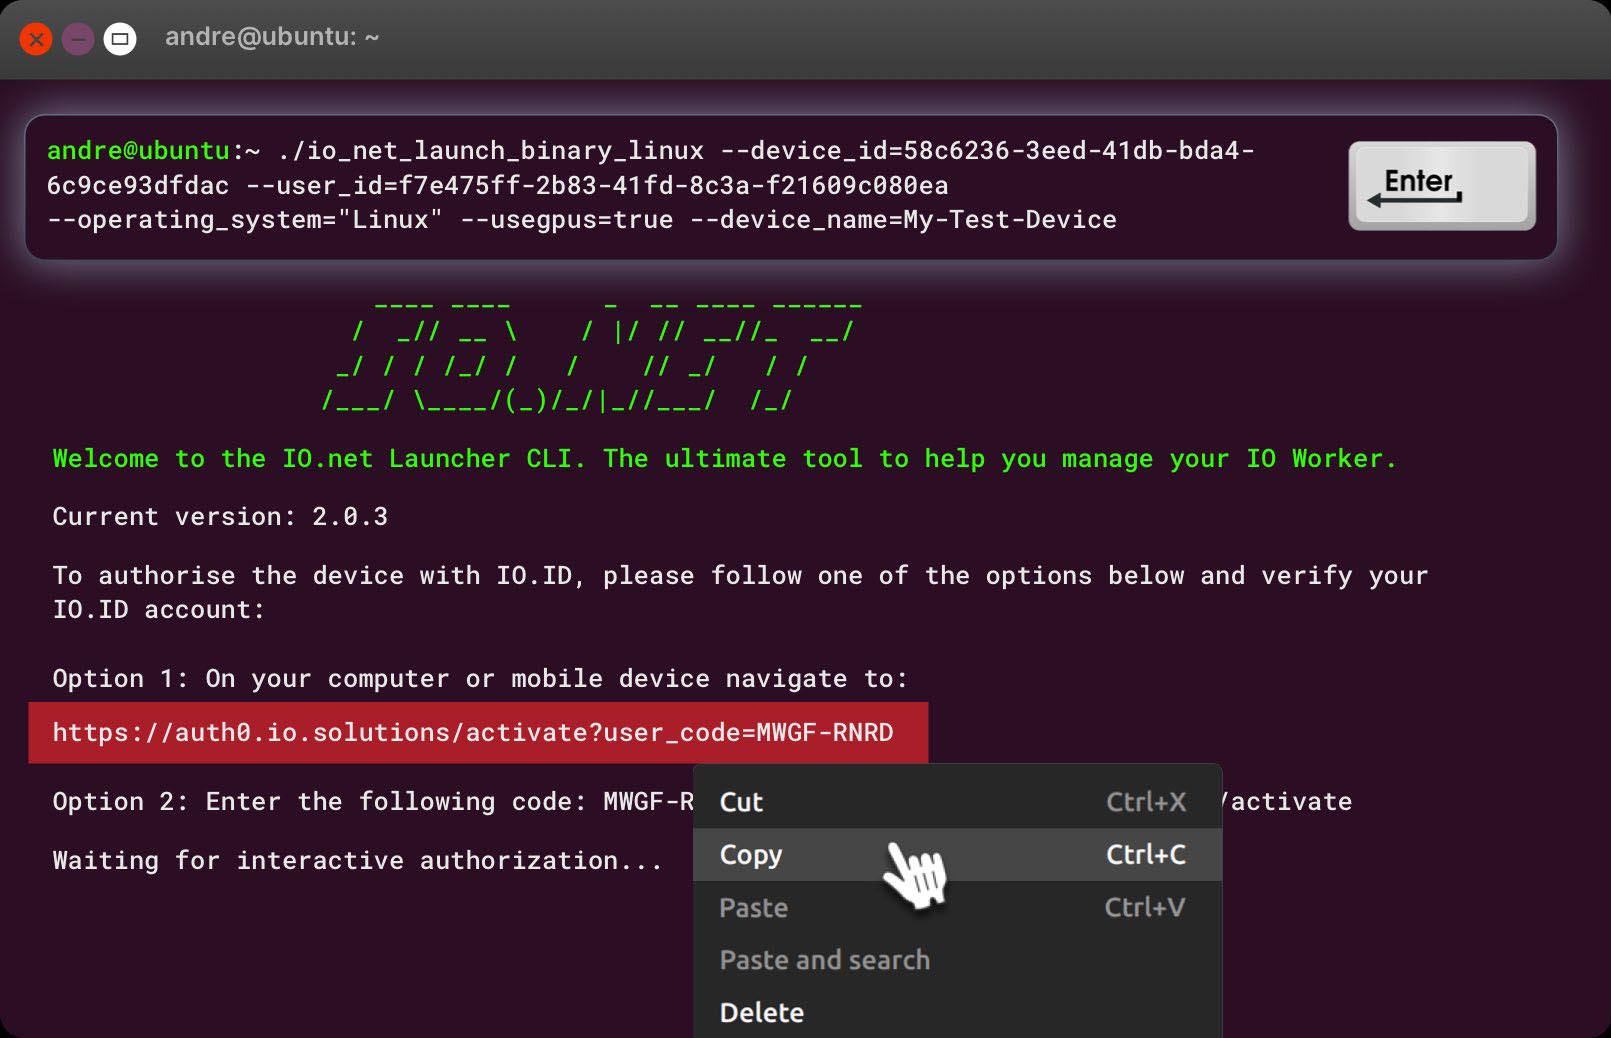 andre@ubuntu: ~
andre@ubuntu:~ ./io_net_launch_binary_linux --device_id=58c6236-3eed-41db-bda4-
6c9ce93dfdac --user_id=f7e475ff-2b83-41fd-8c3a-f21609c080ea
--operating_system="Linux" --usegpus=true --device_name=My-Test-Device
Enter
IO.NET
Welcome to the IO.net Launcher CLI. The ultimate tool to help you manage your IO Worker.
Current version: 2.0.3
To authorise the device with IO.ID, please follow one of the options below and verify your
IO.ID account:
Option 1: On your computer or mobile device navigate to:
https://auth0.io.solutions/activate?user_code=MWGF-RNRD
Option 2: Enter the following code: MWGF-R /activate
Waiting for interactive authorization...
Cut Ctrl+X
Copy Ctrl+C
Paste Ctrl+V
Paste and search
Delete